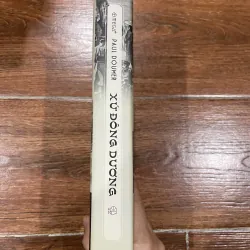 PAUL DOUMER
XỨ ĐÔNG DƯƠNG